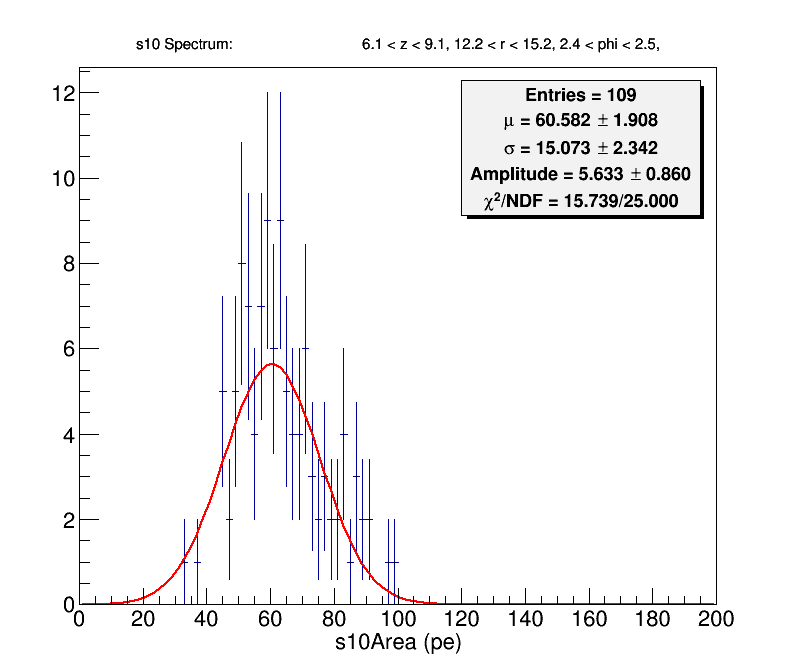 s10 Spectrum: 6.1 < z < 9.1, 12.2 < r < 15.2, 2.4 < phi < 2.5,
Entries = 109
μ = 60.582 ± 1.908
σ = 15.073 ± 2.342
Amplitude = 5.633 ± 0.860
χ²/NDF = 15.739/25.000
12
10
8
6
4
2
0
0 20 40 60 80 100 120 140 160 180 200
s10Area (pe)